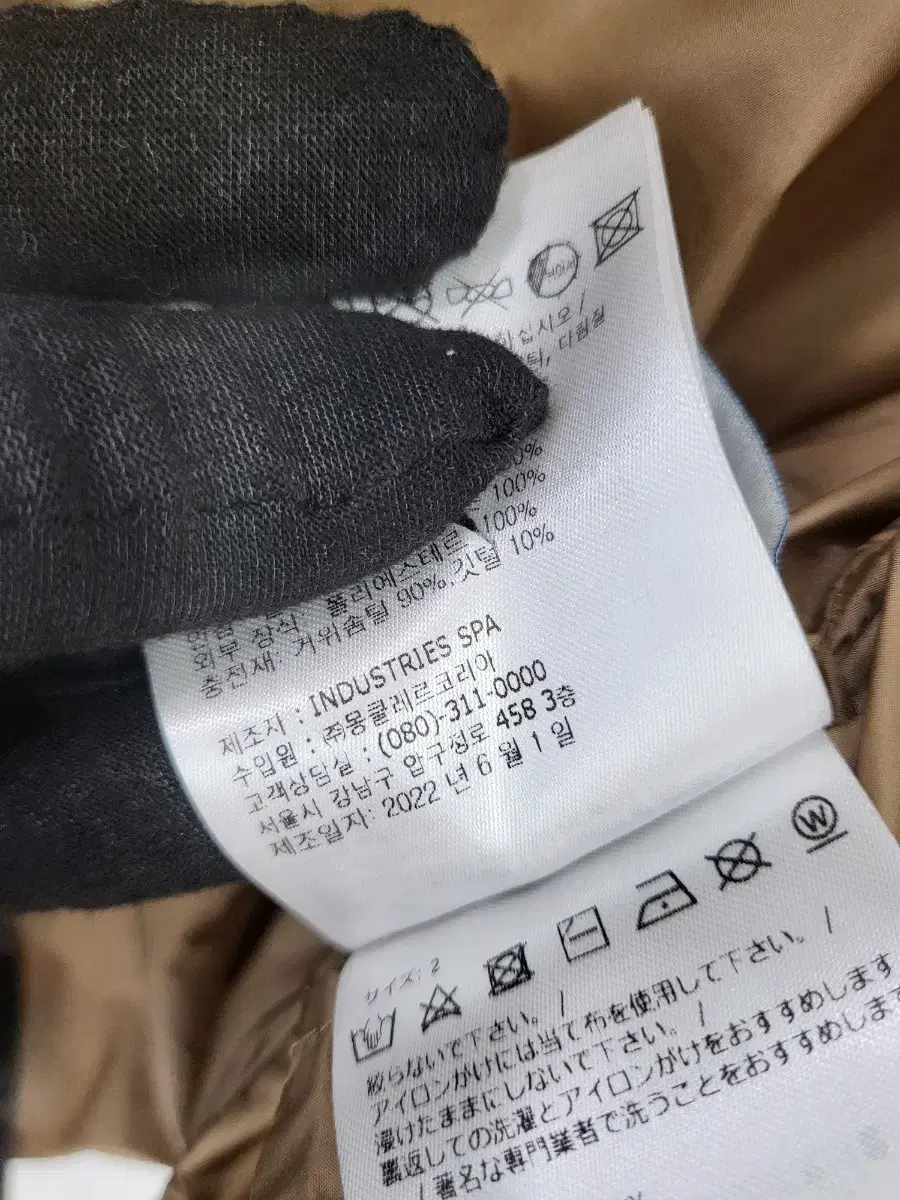 하십시오 /
다림질
0%
100%
100%
외부 장식 : 폴리에스테르 100%
충전재: 거위솜털 90%, 깃털 10%
제조자 : INDUSTRIES SPA
수입원 : ㈜몽클레르코리아
고객상담실 : (080)-311-0000
서울시 강남구 압구정로 458 3층
제조일자: 2022 년 6 월 1 일
W
サイズ: 2
絞らないで下さい。 /
アイロンがけには当て布を使用して下さい。 /
浸けたままにしないで下さい。 /
裏返しての洗濯とアイロンがけをおすすめします
/ 著名な専門業者で洗うことをおすすめします